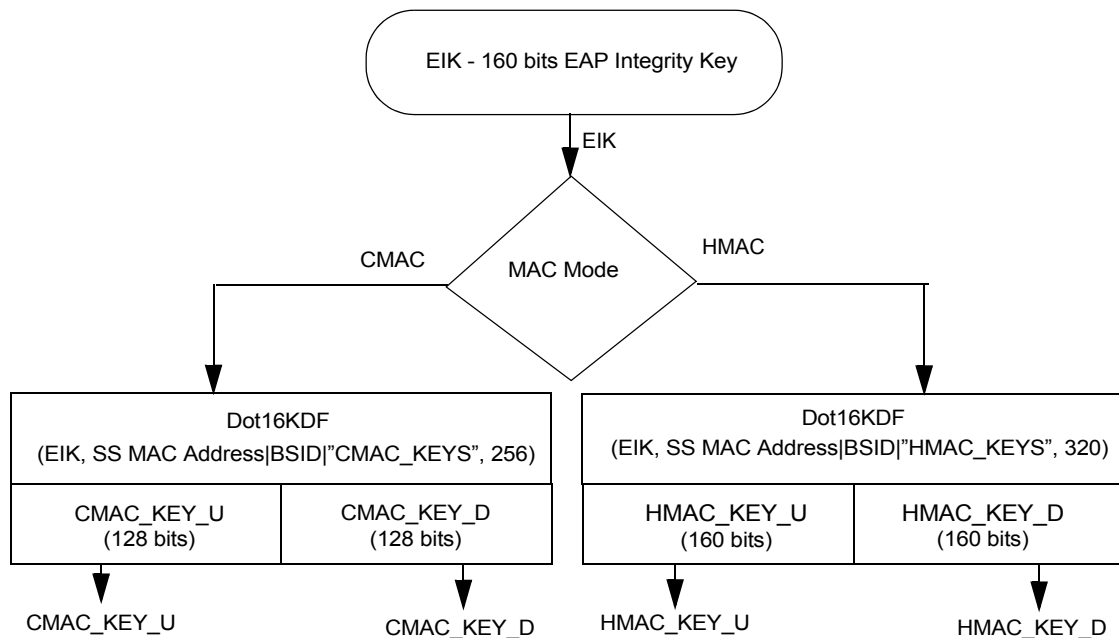 EIK - 160 bits EAP Integrity Key
EIK
CMAC
MAC Mode
HMAC
Dot16KDF
(EIK, SS MAC Address|BSID|”CMAC_KEYS”, 256)
CMAC_KEY_U
(128 bits)
CMAC_KEY_D
(128 bits)
Dot16KDF
(EIK, SS MAC Address|BSID|”HMAC_KEYS”, 320)
HMAC_KEY_U
(160 bits)
HMAC_KEY_D
(160 bits)
CMAC_KEY_U
CMAC_KEY_D
HMAC_KEY_U
HMAC_KEY_D